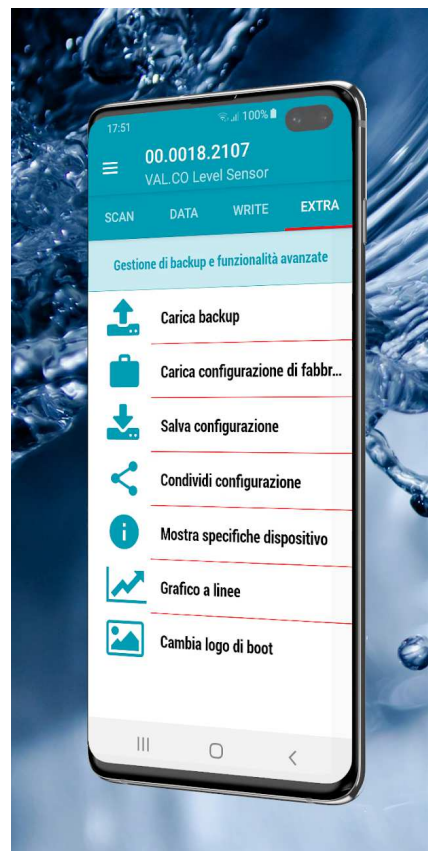 17:51 100%
00.0018.2107
VAL.CO Level Sensor
SCAN DATA WRITE EXTRA
Gestione di backup e funzionalità avanzate
Carica backup
Carica configurazione di fabbr...
Salva configurazione
Condividi configurazione
Mostra specifiche dispositivo
Grafico a linee
Cambia logo di boot